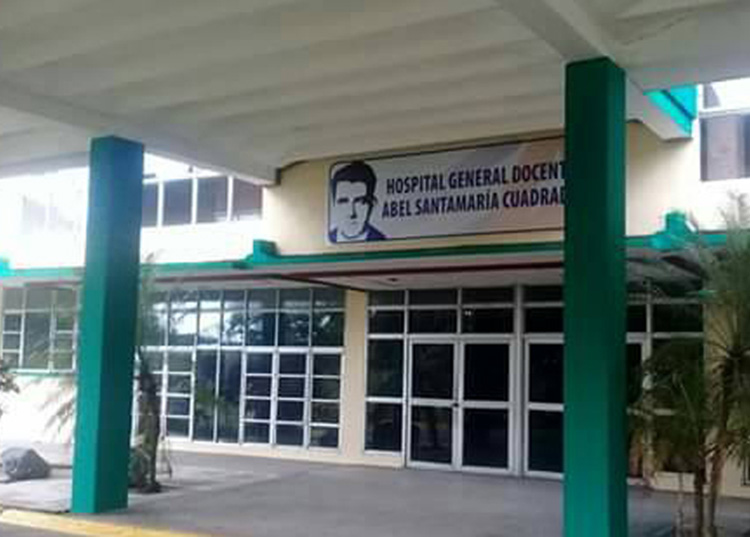 HOSPITAL GENERAL DOCENT
ABEL SANTAMARÍA CUADRAD